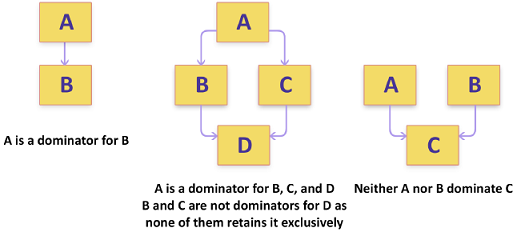 A
B
A is a dominator for B
A
B
C
D
A is a dominator for B, C, and D
B and C are not dominators for D as
none of them retains it exclusively
A
B
C
Neither A nor B dominate C